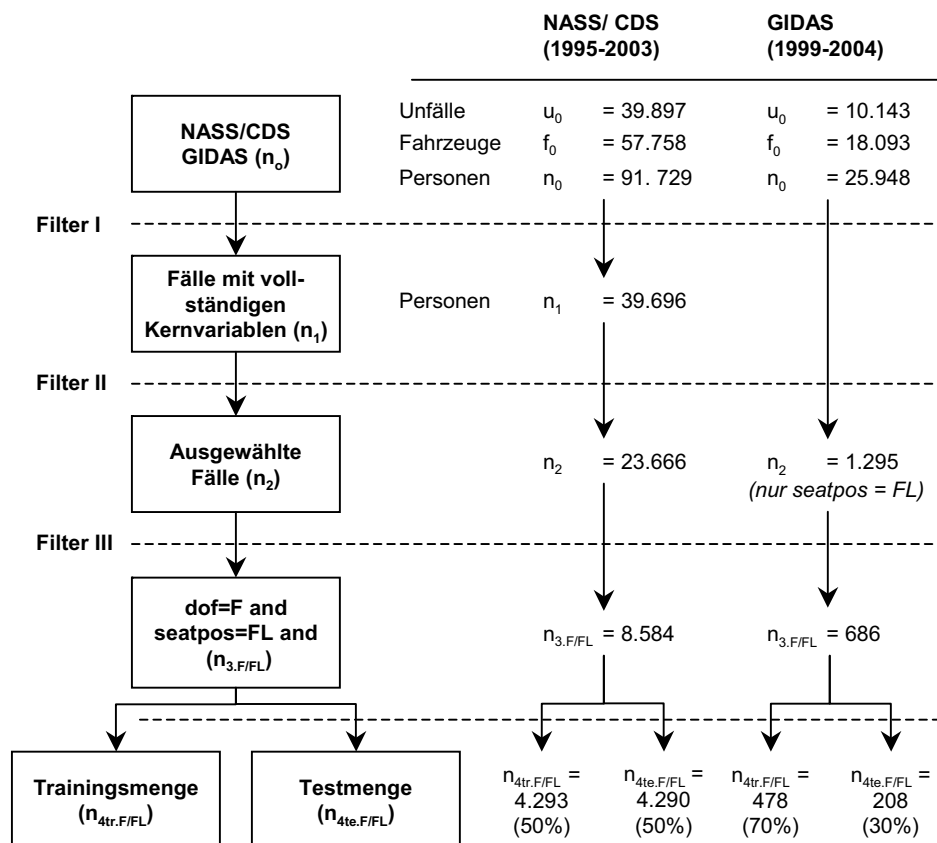 NASS/ CDS
(1995-2003)
GIDAS
(1999-2004)
NASS/CDS
GIDAS (n₀)
Unfälle u₀ = 39.897 u₀ = 10.143
Fahrzeuge f₀ = 57.758 f₀ = 18.093
Personen n₀ = 91. 729 n₀ = 25.948
Filter I
Fälle mit voll-
ständigen
Kernvariablen (n₁)
Personen n₁ = 39.696
Filter II
Ausgewählte
Fälle (n₂)
n₂ = 23.666
n₂ = 1.295
(nur seatpos = FL)
Filter III
dof=F and
seatpos=FL and
(n3.F/FL)
n3.F/FL = 8.584
n3.F/FL = 686
Trainingsmenge
(n4tr.F/FL)
Testmenge
(n4te.F/FL)
n4tr.F/FL =
4.293
(50%)
n4te.F/FL =
4.290
(50%)
n4tr.F/FL =
478
(70%)
n4te.F/FL =
208
(30%)